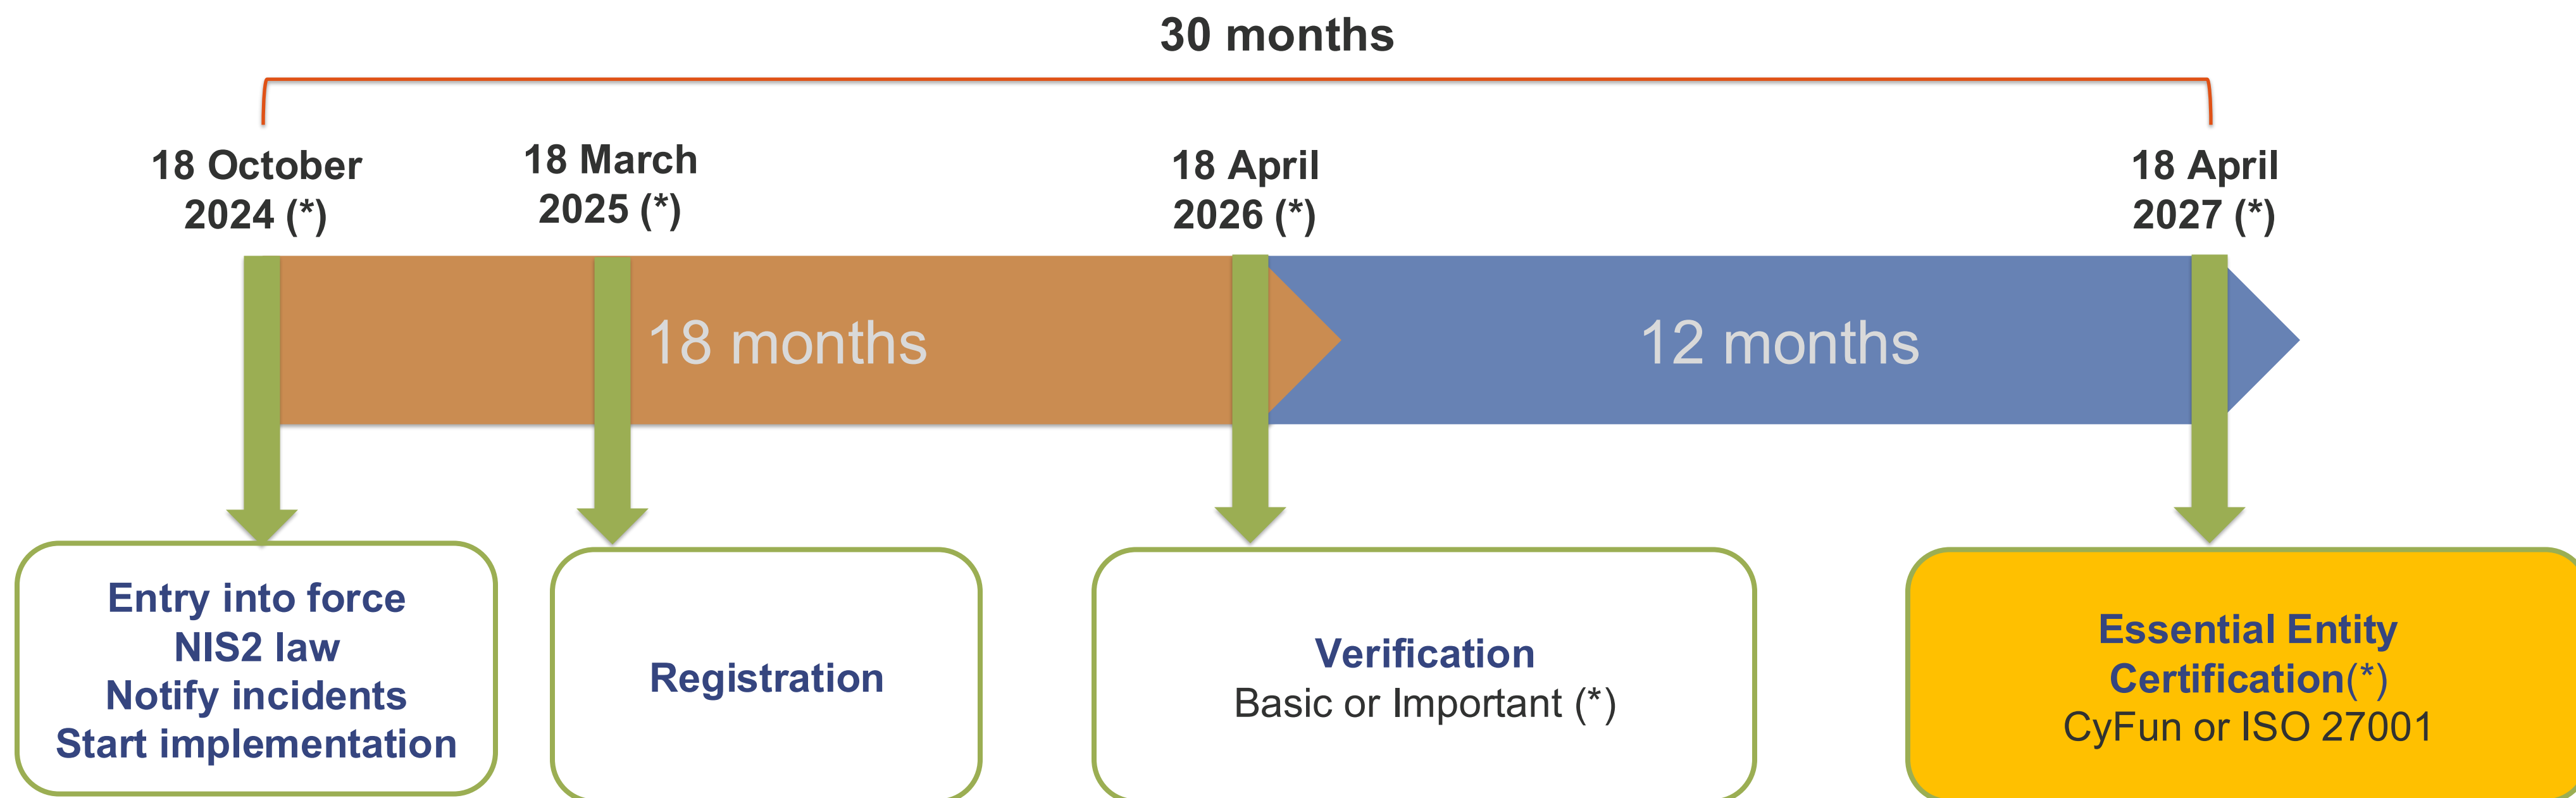 30 months
18 October
2024 (*)
18 March
2025 (*)
18 April
2026 (*)
18 April
2027 (*)
18 months
12 months
Entry into force
NIS2 law
Notify incidents
Start implementation
Registration
Verification
Basic or Important (*)
Essential Entity
Certification(*)
CyFun or ISO 27001